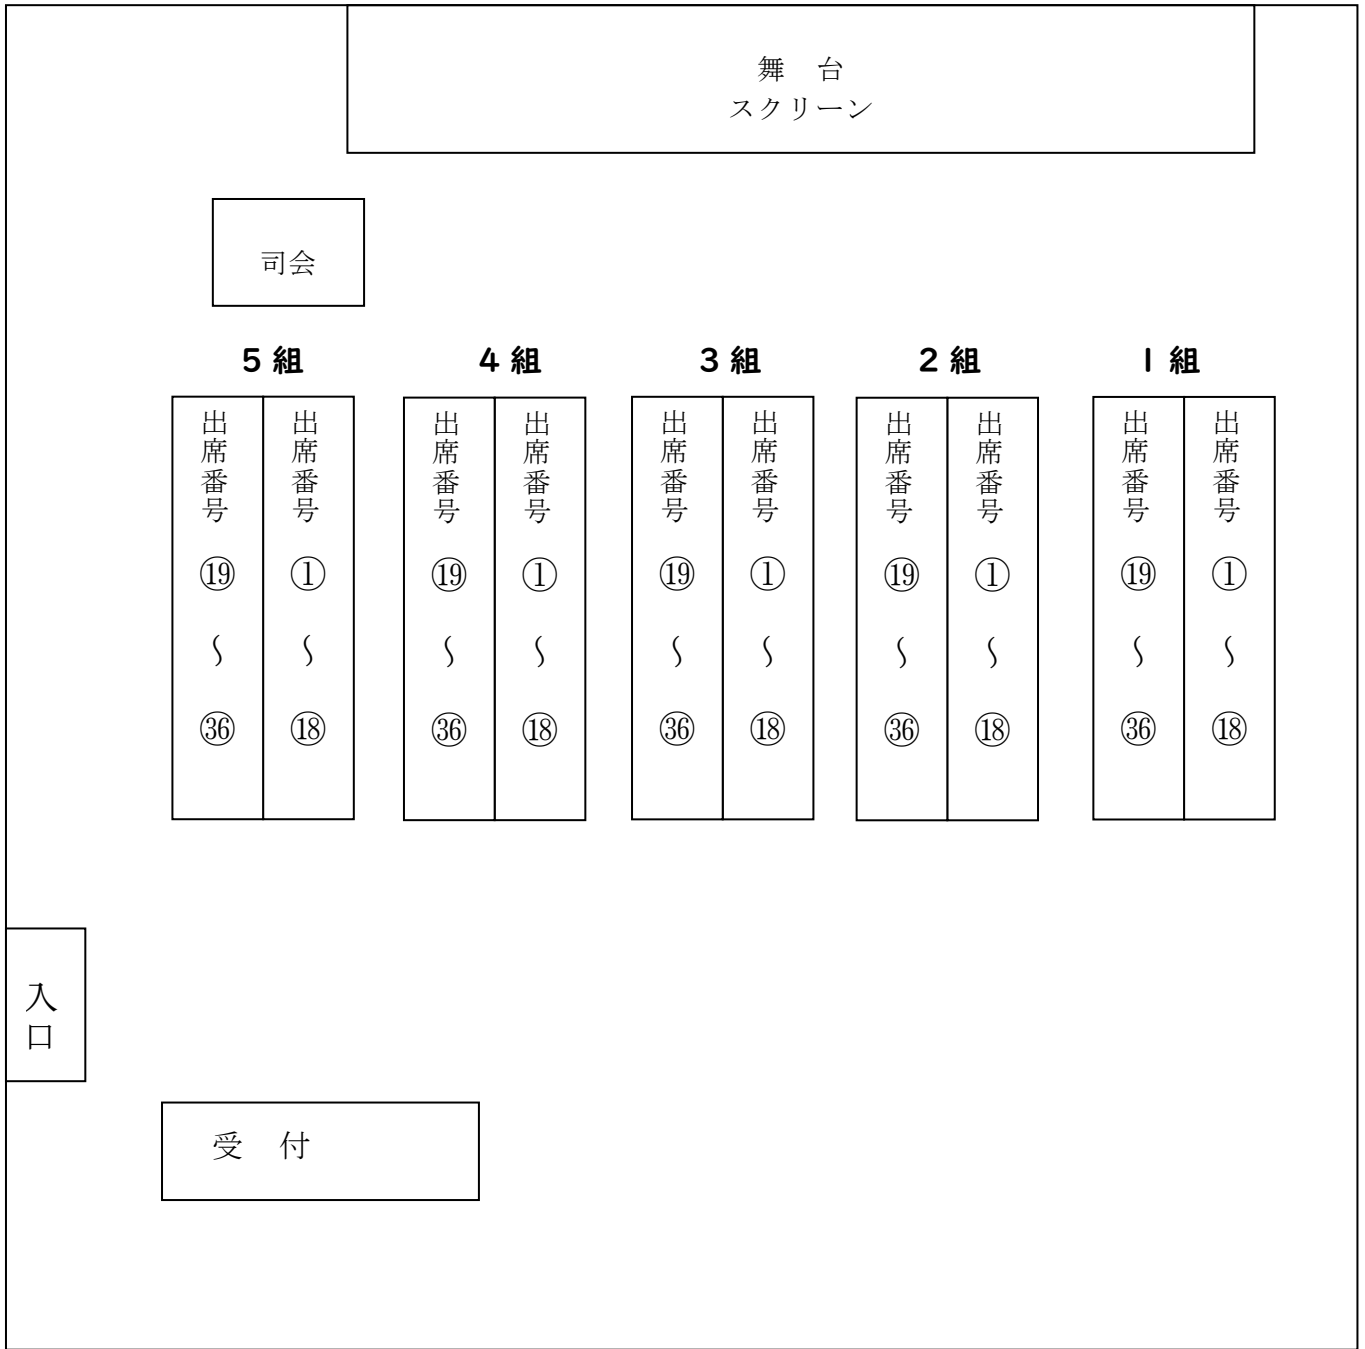 舞　台
スクリーン
司会
5組
4組
3組
2組
1組
出席番号 ⑲ ～ ㊱
出席番号 ① ～ ⑱
出席番号 ⑲ ～ ㊱
出席番号 ① ～ ⑱
出席番号 ⑲ ～ ㊱
出席番号 ① ～ ⑱
出席番号 ⑲ ～ ㊱
出席番号 ① ～ ⑱
出席番号 ⑲ ～ ㊱
出席番号 ① ～ ⑱
入口
受　付